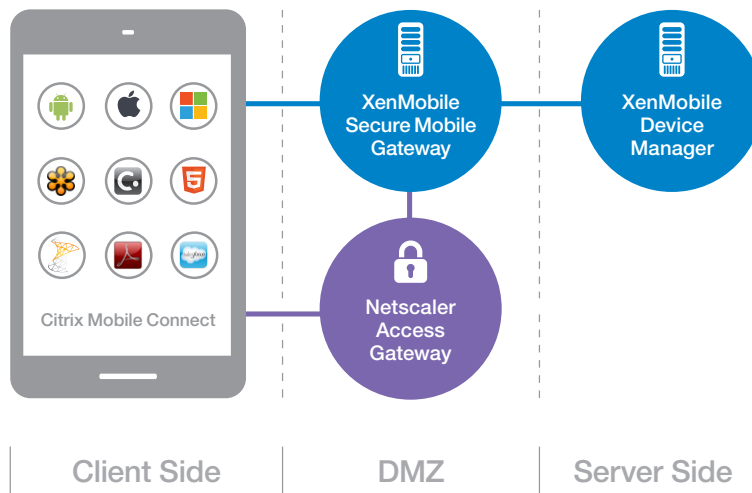 XenMobile
Secure Mobile
Gateway
XenMobile
Device
Manager
Netscaler
Access
Gateway
Citrix Mobile Connect
Client Side
DMZ
Server Side